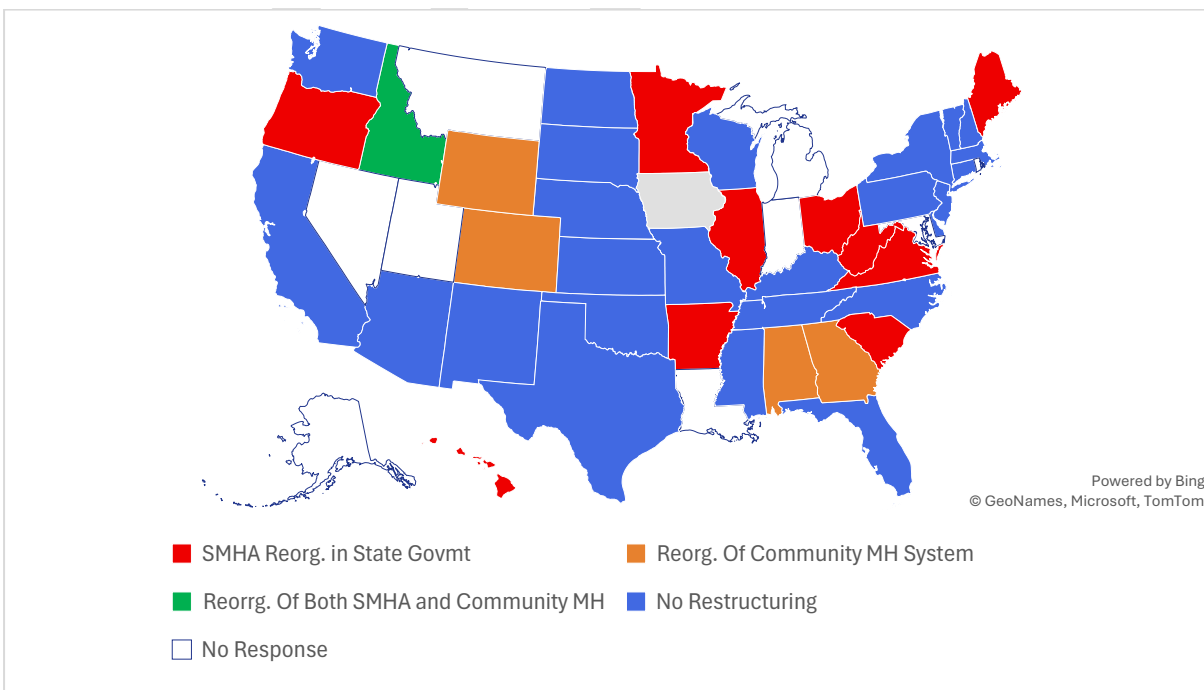 Powered by Bing
© GeoNames, Microsoft, TomTom
SMHA Reorg. in State Govmt
Reorg. Of Community MH System
Reorrg. Of Both SMHA and Community MH
No Restructuring
No Response